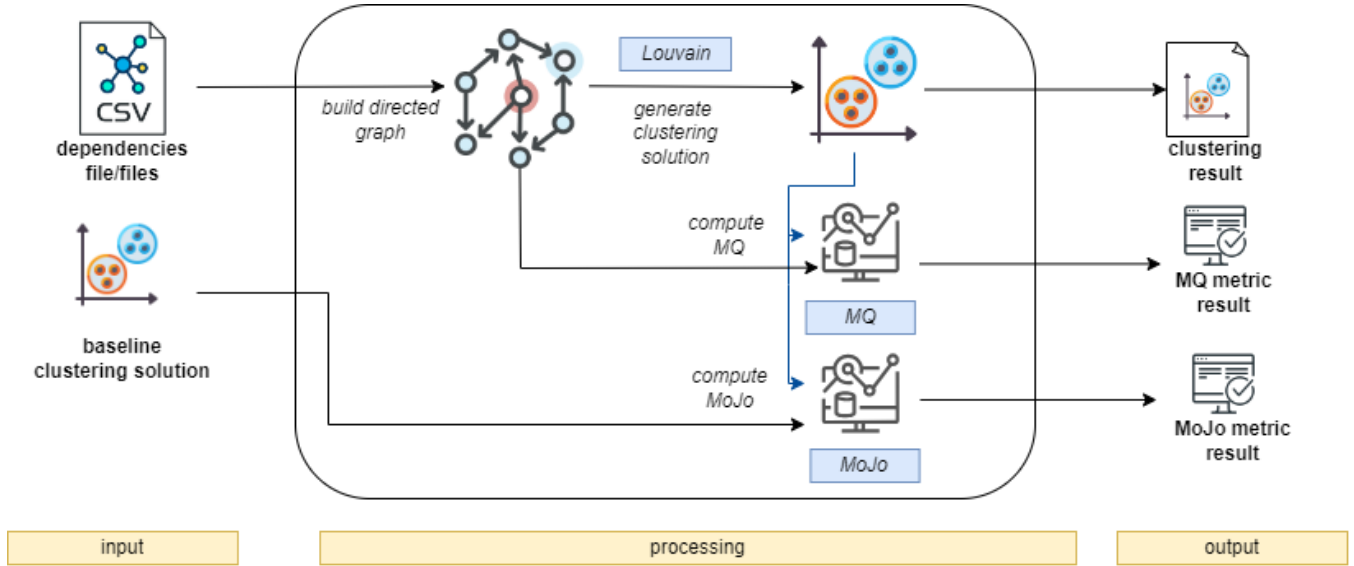 CSV
dependencies
file/files
build directed
graph
Louvain
generate
clustering
solution
clustering
result
compute
MQ
MQ
MQ metric
result
baseline
clustering solution
compute
MoJo
MoJo
MoJo metric
result
input
processing
output